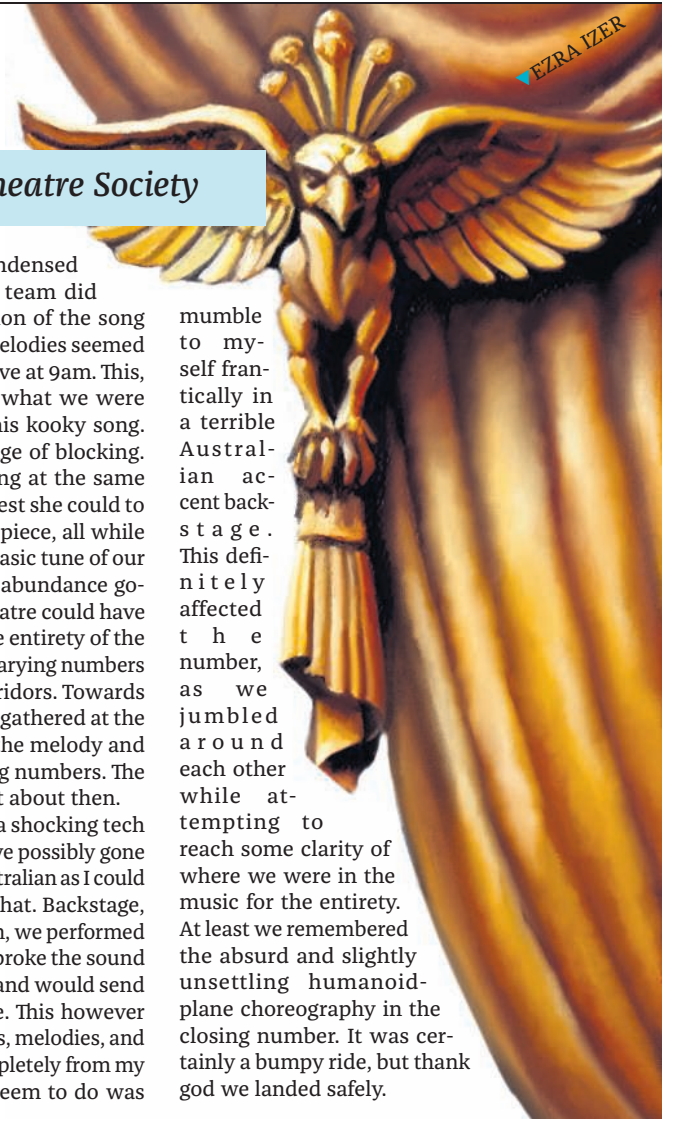 EZRA IZER
heatre Society
ndensed
team did
ion of the song
elodies seemed
ve at 9am. This,
what we were
his kooky song.
ge of blocking.
ng at the same
est she could to
piece, all while
asic tune of our
abundance go-
atre could have
e entirety of the
arying numbers
ridors. Towards
gathered at the
he melody and
g numbers. The
t about then.
a shocking tech
ve possibly gone
tralian as I could
hat. Backstage,
n, we performed
broke the sound
and would send
e. This however
s, melodies, and
pletely from my
eem to do was
mumble
to my-
self fran-
tically in
a terrible
Austral-
ian ac-
cent back-
stage.
This defi-
nitely
affected
the
number,
as we
jumbled
around
each other
while at-
tempting to
reach some clarity of
where we were in the
music for the entirety.
At least we remembered
the absurd and slightly
unsettling humanoid-
plane choreography in the
closing number. It was cer-
tainly a bumpy ride, but thank
god we landed safely.